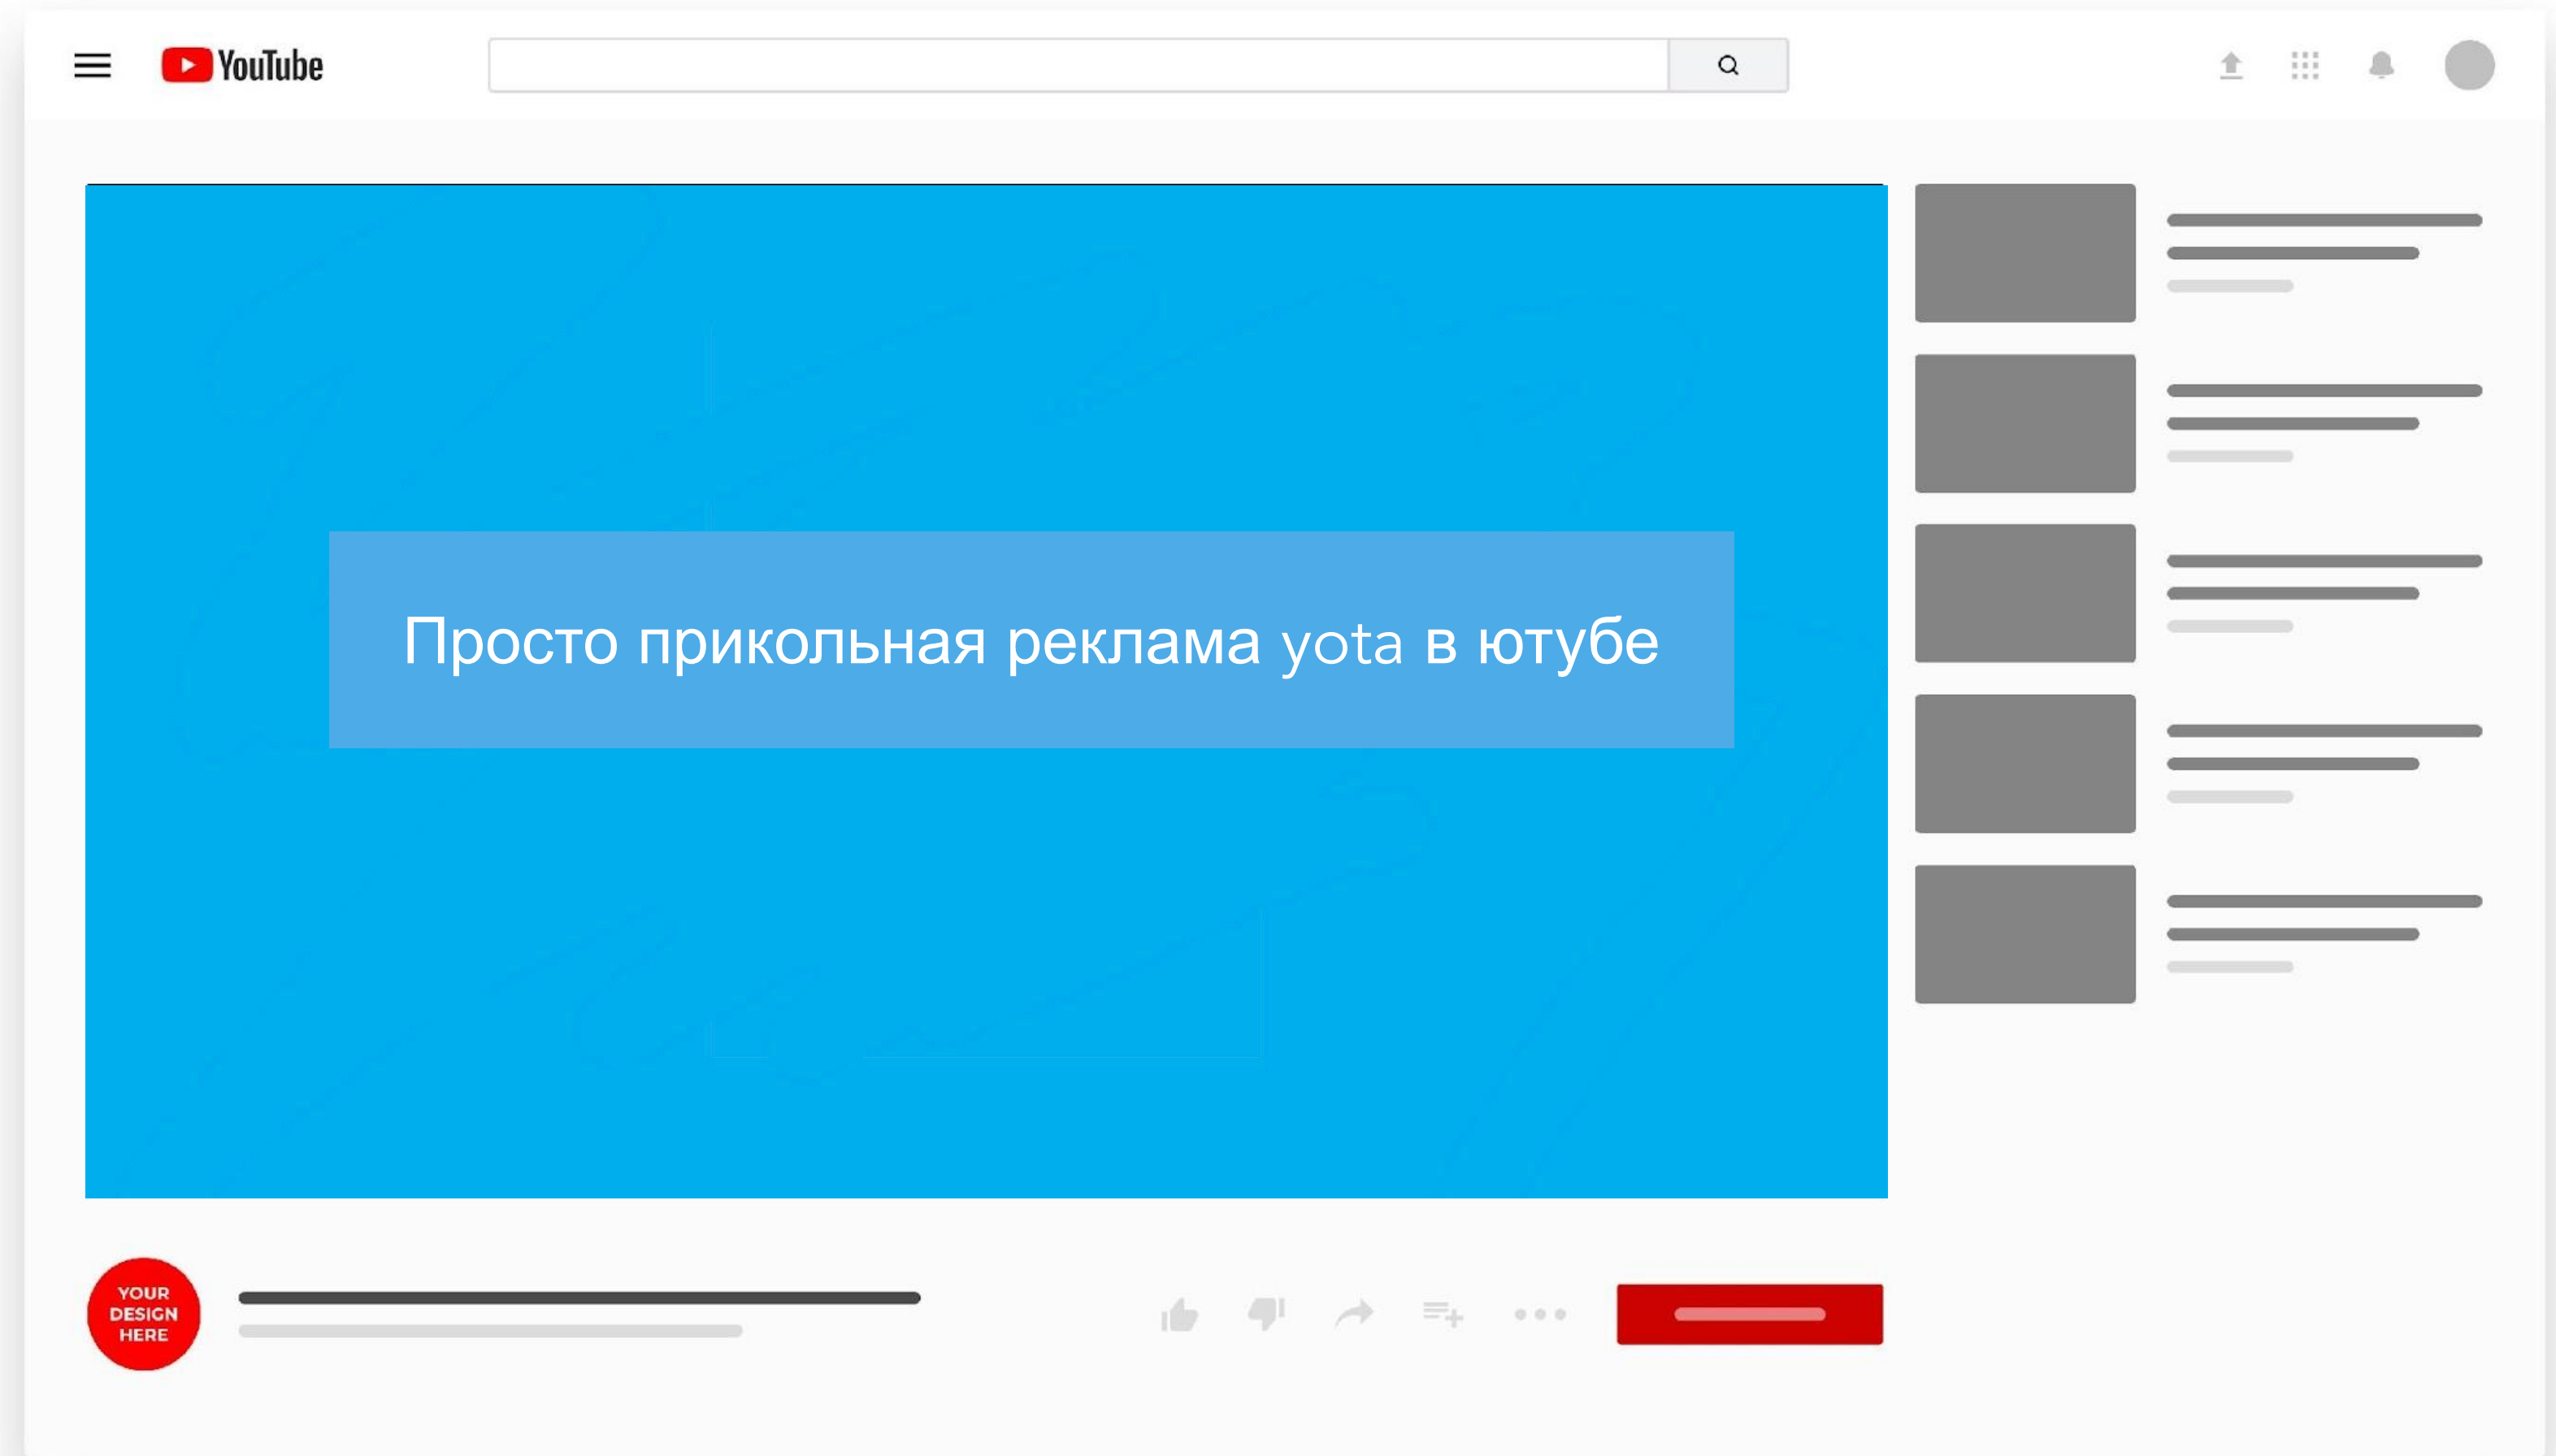 YouTube
Просто прикольная реклама yota в ютубе
YOUR
DESIGN
HERE